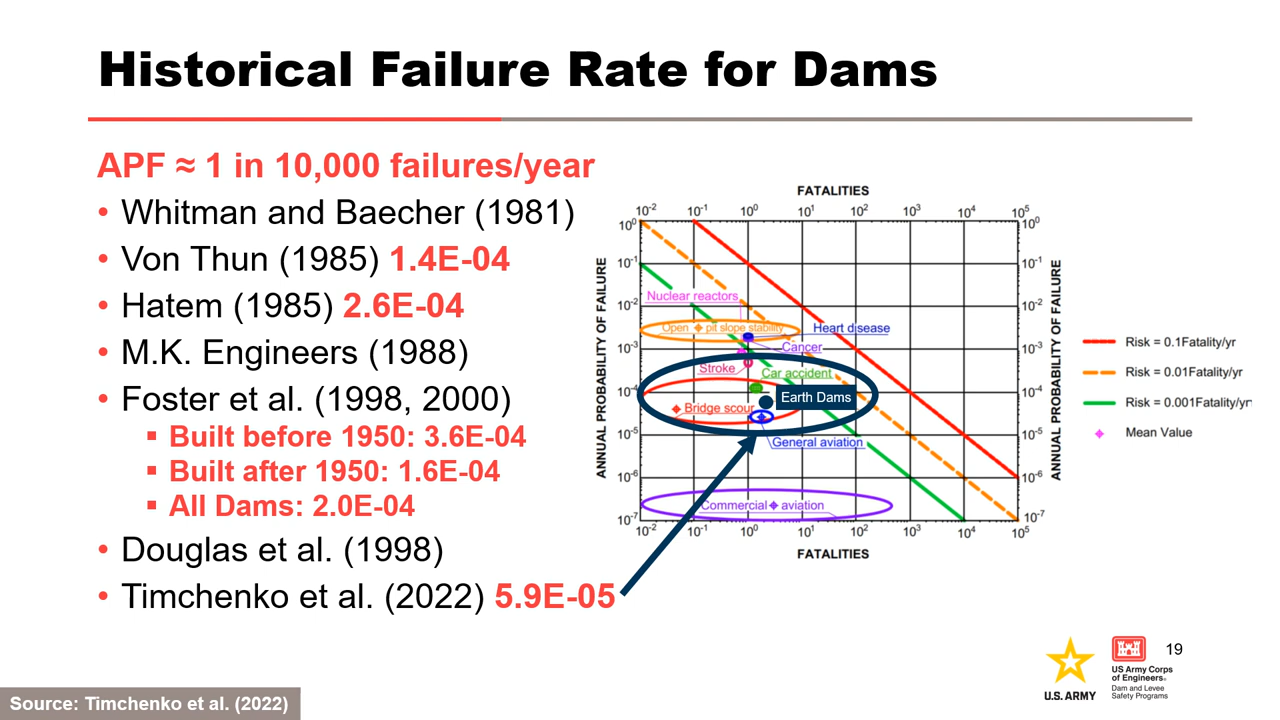 Historical Failure Rate for Dams
APF ≈ 1 in 10,000 failures/year
• Whitman and Baecher (1981)
• Von Thun (1985) 1.4E-04
• Hatem (1985) 2.6E-04
• M.K. Engineers (1988)
• Foster et al. (1998, 2000)
▪ Built before 1950: 3.6E-04
▪ Built after 1950: 1.6E-04
▪ All Dams: 2.0E-04
• Douglas et al. (1998)
• Timchenko et al. (2022) 5.9E-05
FATALITIES
10⁻² 10⁻¹ 10⁰ 10¹ 10² 10³ 10⁴ 10⁵
ANNUAL PROBABILITY OF FAILURE
10⁰ 10⁰
10⁻¹ 10⁻¹
10⁻² 10⁻²
10⁻³ 10⁻³
10⁻⁴ 10⁻⁴
10⁻⁵ 10⁻⁵
10⁻⁶ 10⁻⁶
10⁻⁷ 10⁻⁷
ANNUAL PROBABILITY OF FAILURE
Nuclear reactors
Open pit slope stability
Heart disease
Cancer
Stroke
Car accident
Earth Dams
Bridge scour
General aviation
Commercial aviation
10⁻² 10⁻¹ 10⁰ 10¹ 10² 10³ 10⁴ 10⁵
FATALITIES
Risk = 0.1Fatality/yr
Risk = 0.01Fatality/yr
Risk = 0.001Fatality/yr
Mean Value
U.S. ARMY
US Army Corps
of Engineers®
Dam and Levee
Safety Programs
19
Source: Timchenko et al. (2022)